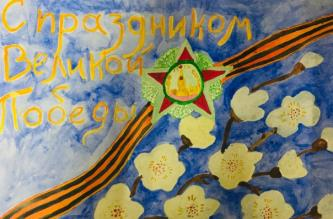 С праздником
Великой
Победы